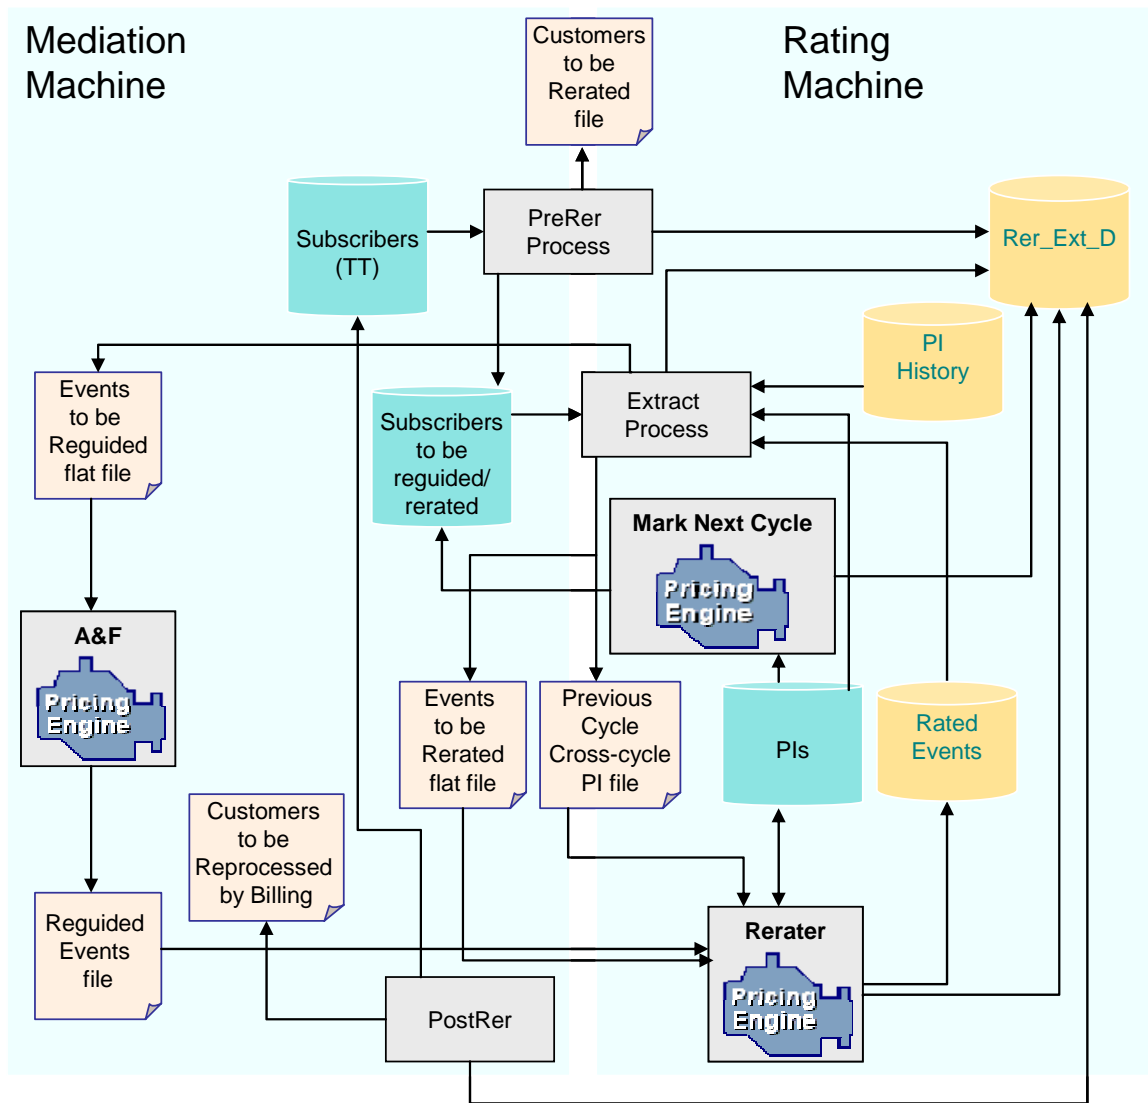 Mediation
Machine
Customers
to be
Rerated
file
Rating
Machine
Subscribers
(TT)
PreRer
Process
Rer_Ext_D
PI
History
Events
to be
Reguided
flat file
Subscribers
to be
reguided/
rerated
Extract
Process
Mark Next Cycle
Pricing
Engine
A&F
Pricing
Engine
Events
to be
Rerated
flat file
Previous
Cycle
Cross-cycle
PI file
PIs
Rated
Events
Customers
to be
Reprocessed
by Billing
Reguided
Events
file
PostRer
Rerater
Pricing
Engine